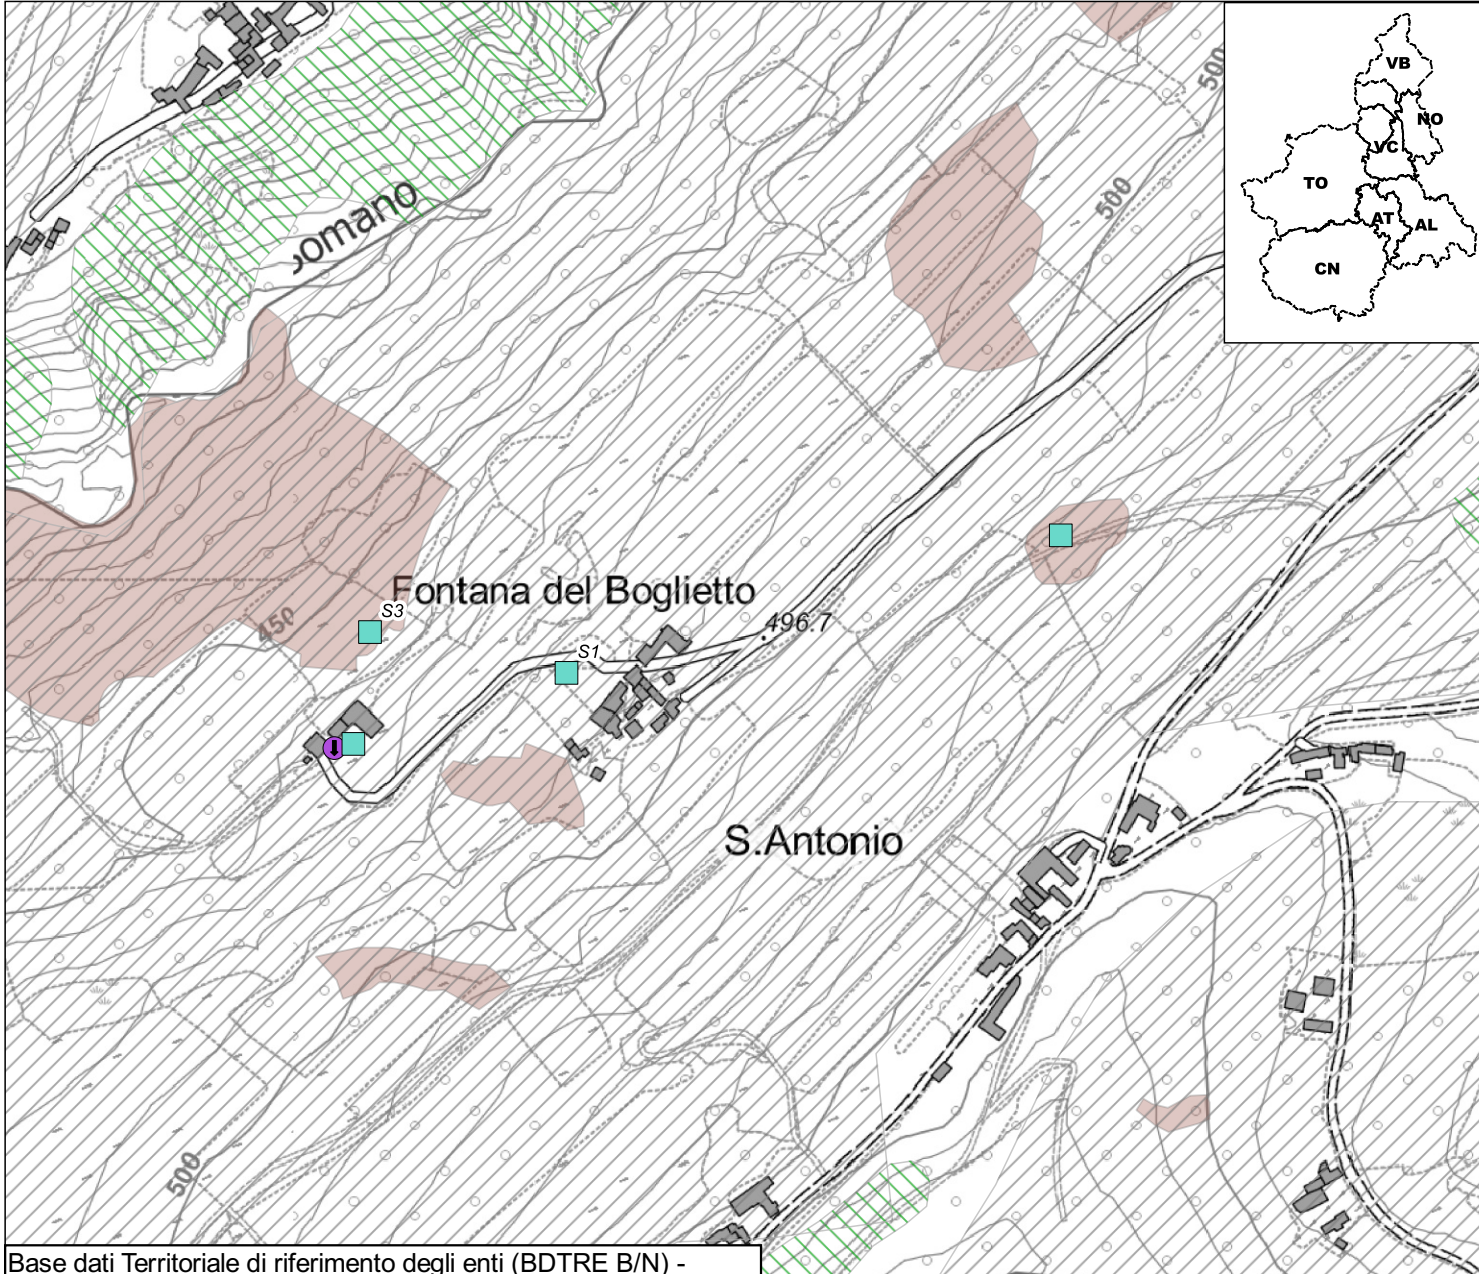 VB
NO
VC
TO
AT
AL
CN
500
500
omano
Fontana del Boglietto
S3
450
S1
496.7
S.Antonio
500
Base dati Territoriale di riferimento degli enti (BDTRE B/N) -